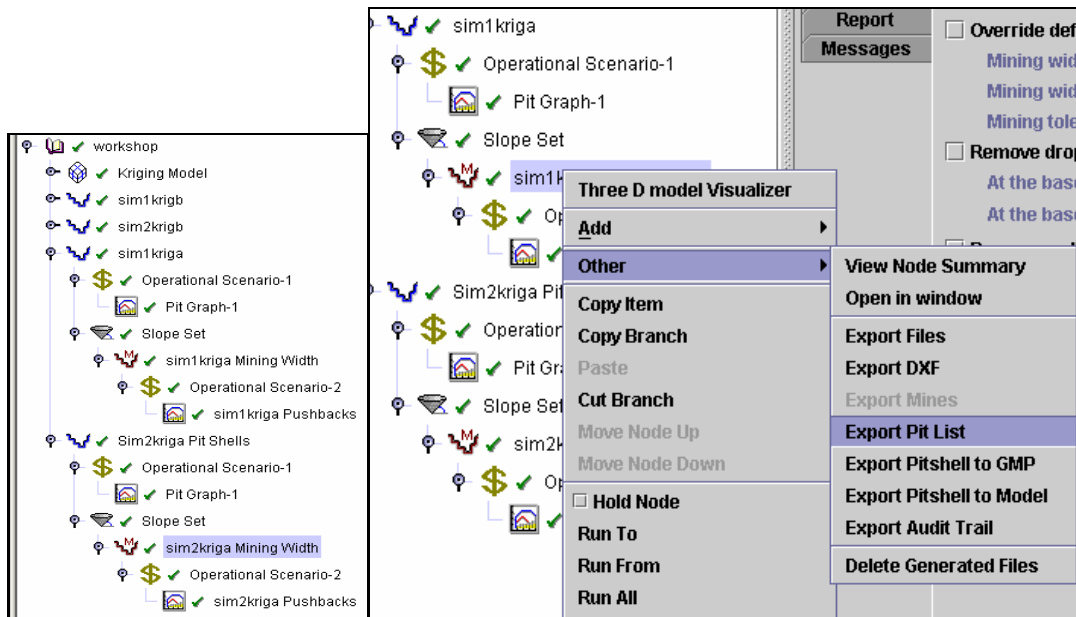 workshop
Kriging Model
sim1krigb
sim2krigb
sim1kriga
Operational Scenario-1
Pit Graph-1
Slope Set
sim1kriga Mining Width
Operational Scenario-2
sim1kriga Pushbacks
Sim2kriga Pit Shells
Operational Scenario-1
Pit Graph-1
Slope Set
sim2kriga Mining Width
Operational Scenario-2
sim2kriga Pushbacks
sim1kriga
Operational Scenario-1
Pit Graph-1
Slope Set
sim1k
Op
Sim2kriga Pit
Operation
Pit Gra
Slope Set
sim2k
Op
Three D model Visualizer
Add
Other
Copy Item
Copy Branch
Paste
Cut Branch
Move Node Up
Move Node Down
Hold Node
Run To
Run From
Run All
View Node Summary
Open in window
Export Files
Export DXF
Export Mines
Export Pit List
Export Pitshell to GMP
Export Pitshell to Model
Export Audit Trail
Delete Generated Files
Report
Messages
Override def
Mining wid
Mining wid
Mining tole
Remove drop
At the base
At the base